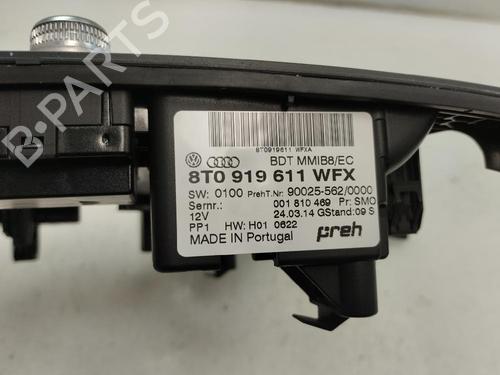 8T0919611 WFXA
BDT MMIB8/EC
8T0 919 611 WFX
SW: 0100 PrehT.Nr: 90025-562/0000
Sernr.: 001 810 469 Pr: SMO
12V 24.03.14 GStand: 09 S
PP1 HW: H01 0622
MADE IN Portugal preh
B-PARTS